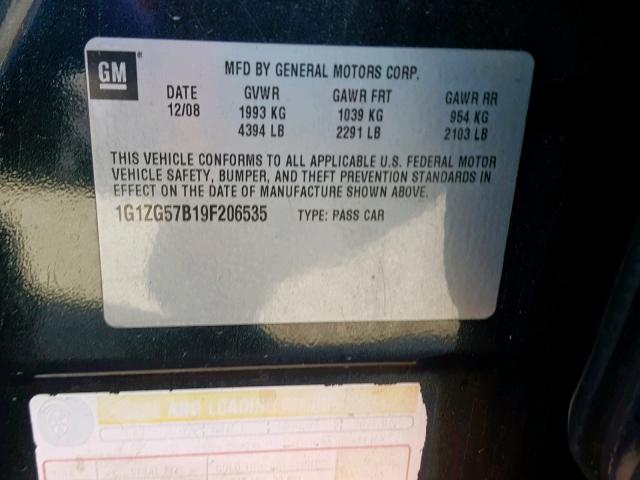 GM ®
MFD BY GENERAL MOTORS CORP.
DATE GVWR GAWR FRT GAWR RR
12/08 1993 KG 1039 KG 954 KG
4394 LB 2291 LB 2103 LB
THIS VEHICLE CONFORMS TO ALL APPLICABLE U.S. FEDERAL MOTOR
VEHICLE SAFETY, BUMPER, AND THEFT PREVENTION STANDARDS IN
EFFECT ON THE DATE OF MANUFACTURE SHOWN ABOVE.
1G1ZG57B19F206535 TYPE: PASS CAR
AND LOADING